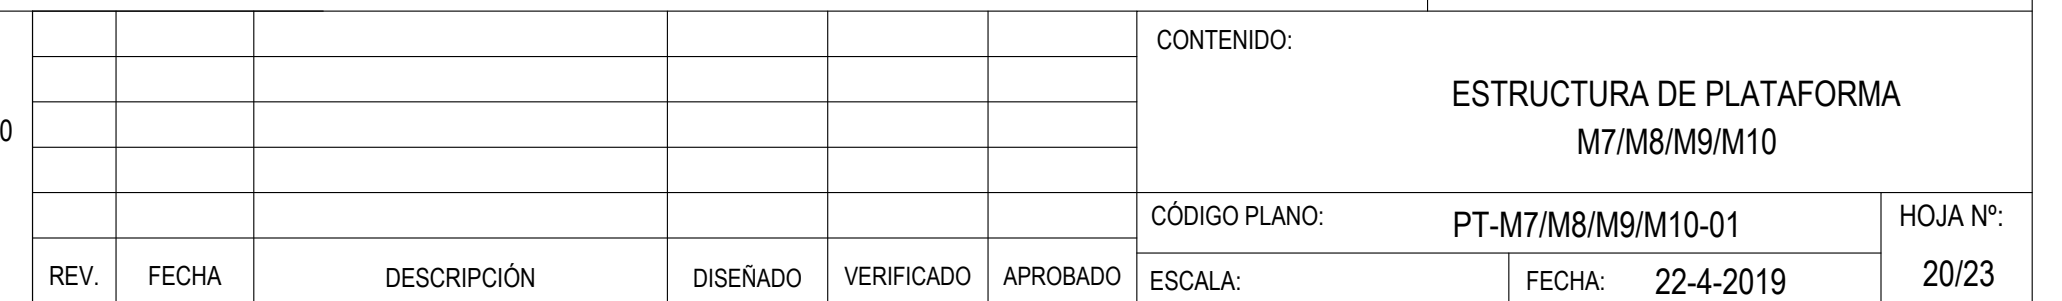 0
CONTENIDO:
ESTRUCTURA DE PLATAFORMA
M7/M8/M9/M10
CÓDIGO PLANO: PT-M7/M8/M9/M10-01
HOJA Nº:
20/23
REV. FECHA DESCRIPCIÓN DISEÑADO VERIFICADO APROBADO
ESCALA:
FECHA: 22-4-2019